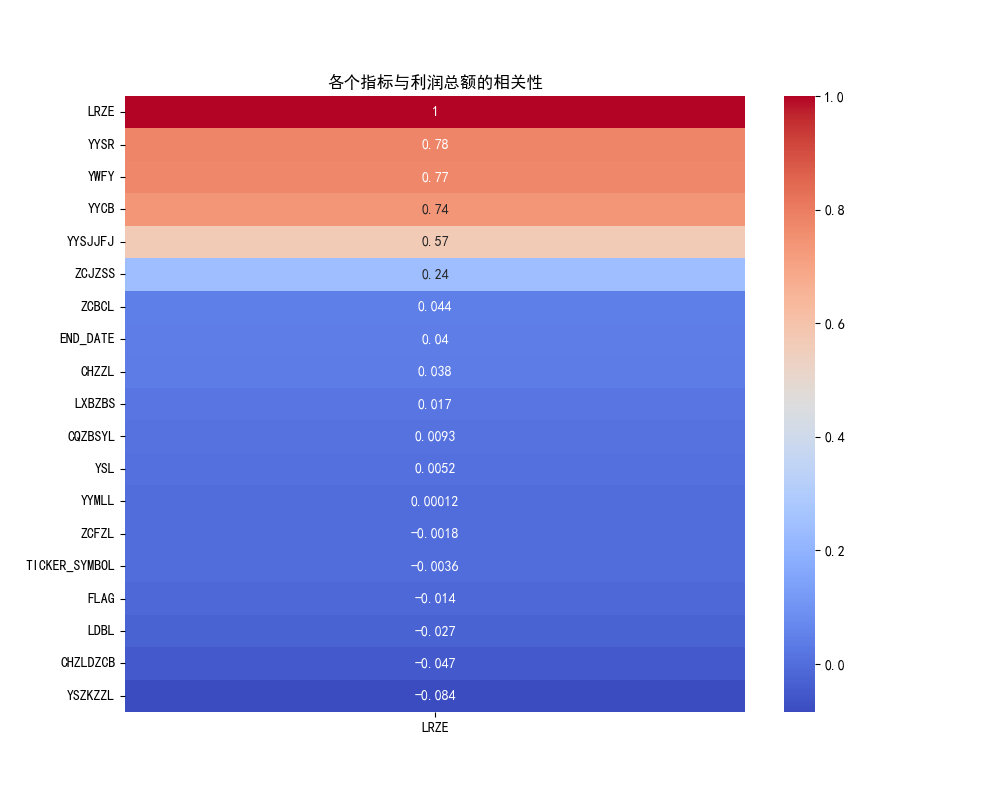 各个指标与利润总额的相关性
LRZE 1
YYSR 0.78
YWFY 0.77
YYCB 0.74
YYSJJFJ 0.57
ZCJZSS 0.24
ZCBCL 0.044
END_DATE 0.04
CHZZL 0.038
LXBZBS 0.017
CQZBSYL 0.0093
YSL 0.0052
YYMLL 0.00012
ZCFZL -0.0018
TICKER_SYMBOL -0.0036
FLAG -0.014
LDBL -0.027
CHZLDZCB -0.047
YSZKZZL -0.084
LRZE
1.0
0.8
0.6
0.4
0.2
0.0